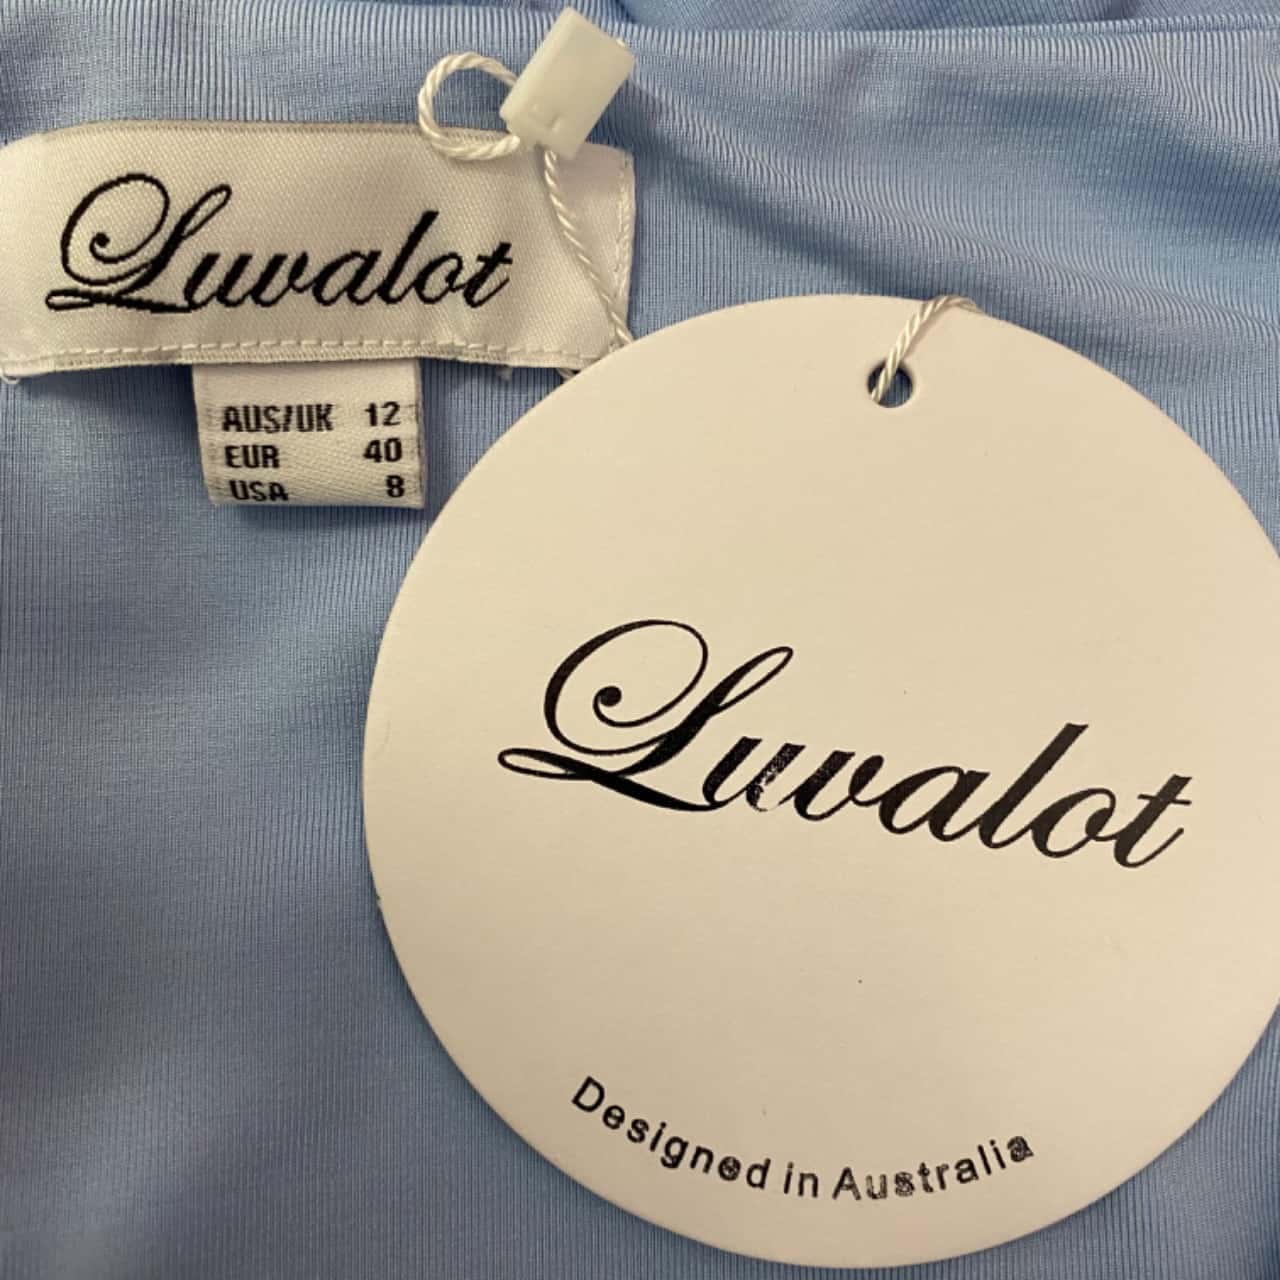 Luvalot
AUS/UK 12
EUR 40
USA 8
Luvalot
Designed in Australia